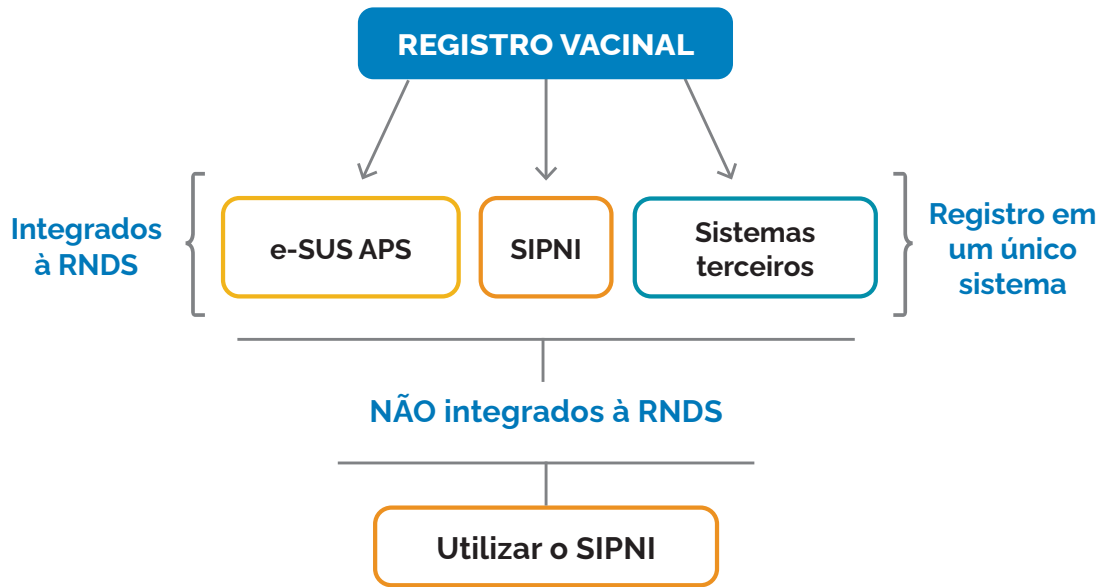 REGISTRO VACINAL
Integrados
à RNDS
e-SUS APS
SIPNI
Sistemas
terceiros
Registro em
um único
sistema
NÃO integrados à RNDS
Utilizar o SIPNI